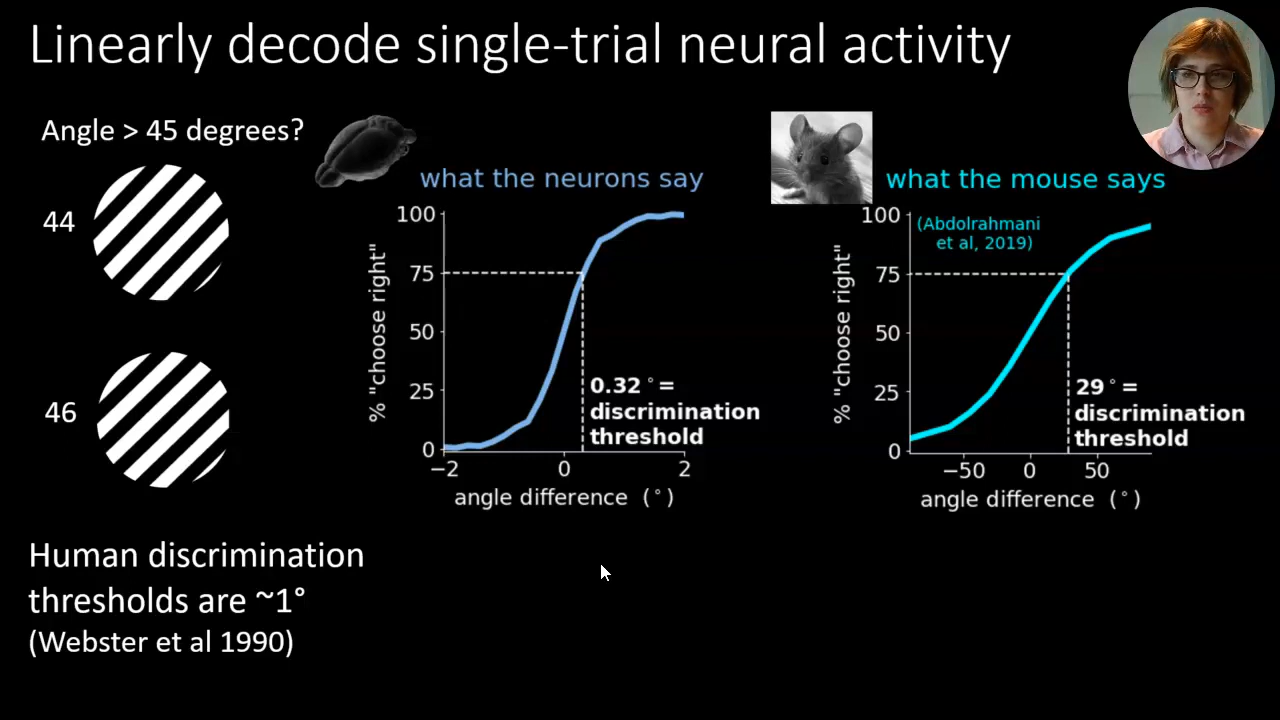 Linearly decode single-trial neural activity
Angle > 45 degrees?
44
46
Human discrimination
thresholds are ~1°
(Webster et al 1990)
what the neurons say
% "choose right"
100
75
50
25
0
−2
0
2
angle difference (°)
0.32°=
discrimination
threshold
what the mouse says
(Abdolrahmani
et al, 2019)
% "choose right"
100
75
50
25
0
−50
0
50
angle difference (°)
29°=
discrimination
threshold